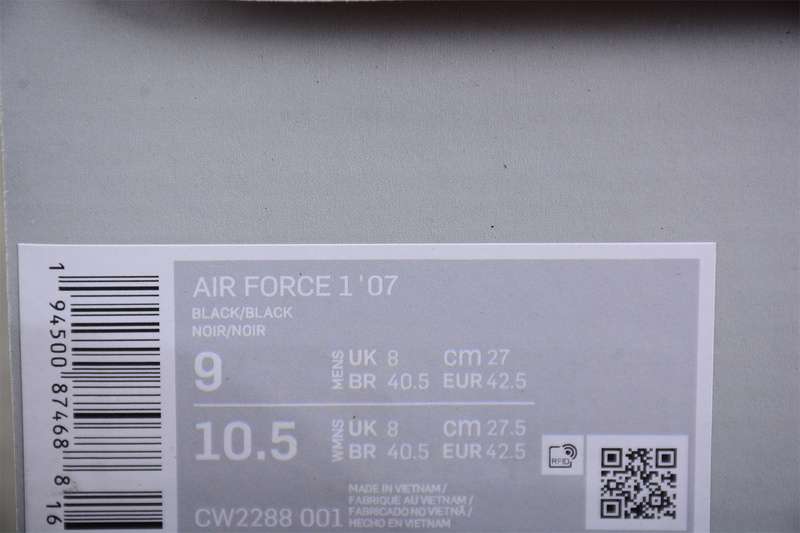 AIR FORCE 1 '07
BLACK/BLACK
NOIR/NOIR
9 MENS UK 8 cm 27
BR 40.5 EUR 42.5
10.5 WMNS UK 8 cm 27.5
BR 40.5 EUR 42.5
RFID
MADE IN VIETNAM /
FABRIQUE AU VIETNAM /
FABRICADO NO VIETNÃ /
HECHO EN VIETNAM
CW2288 001
1 94500 87468 8 16